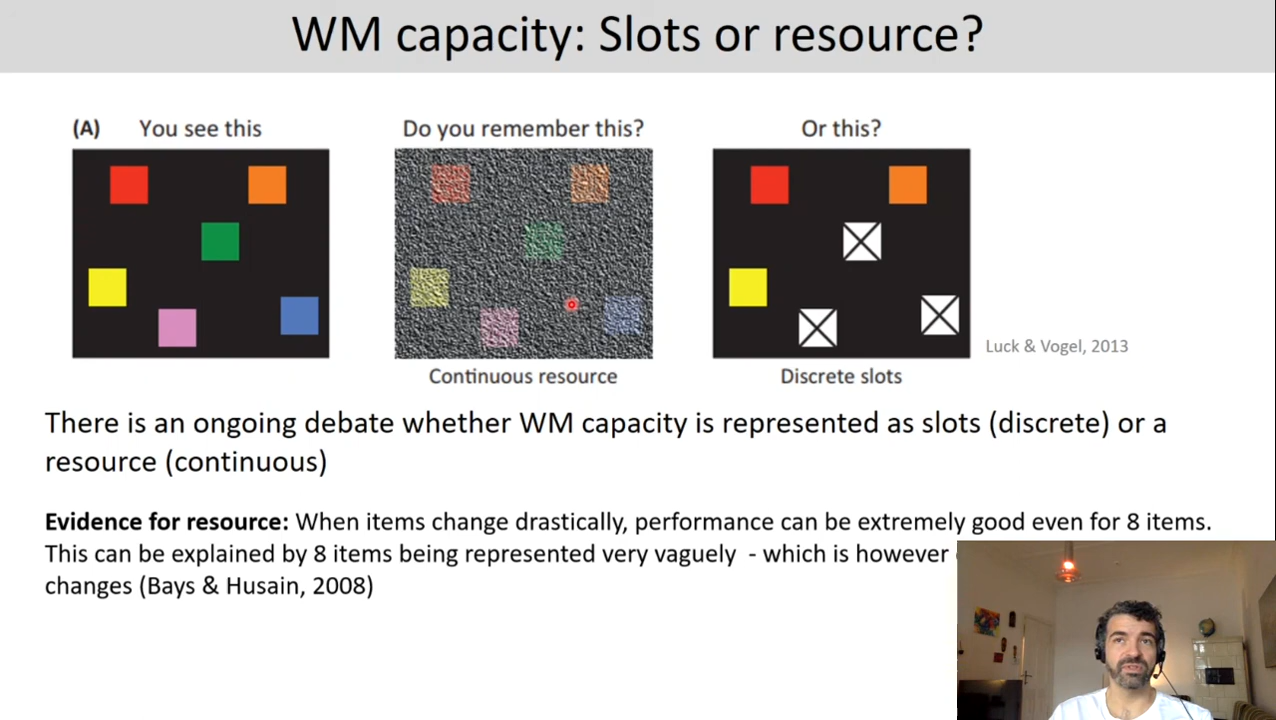 WM capacity: Slots or resource?
(A) You see this
Do you remember this?
Or this?
Continuous resource
Discrete slots
Luck & Vogel, 2013
There is an ongoing debate whether WM capacity is represented as slots (discrete) or a
resource (continuous)
Evidence for resource: When items change drastically, performance can be extremely good even for 8 items.
This can be explained by 8 items being represented very vaguely - which is however
changes (Bays & Husain, 2008)